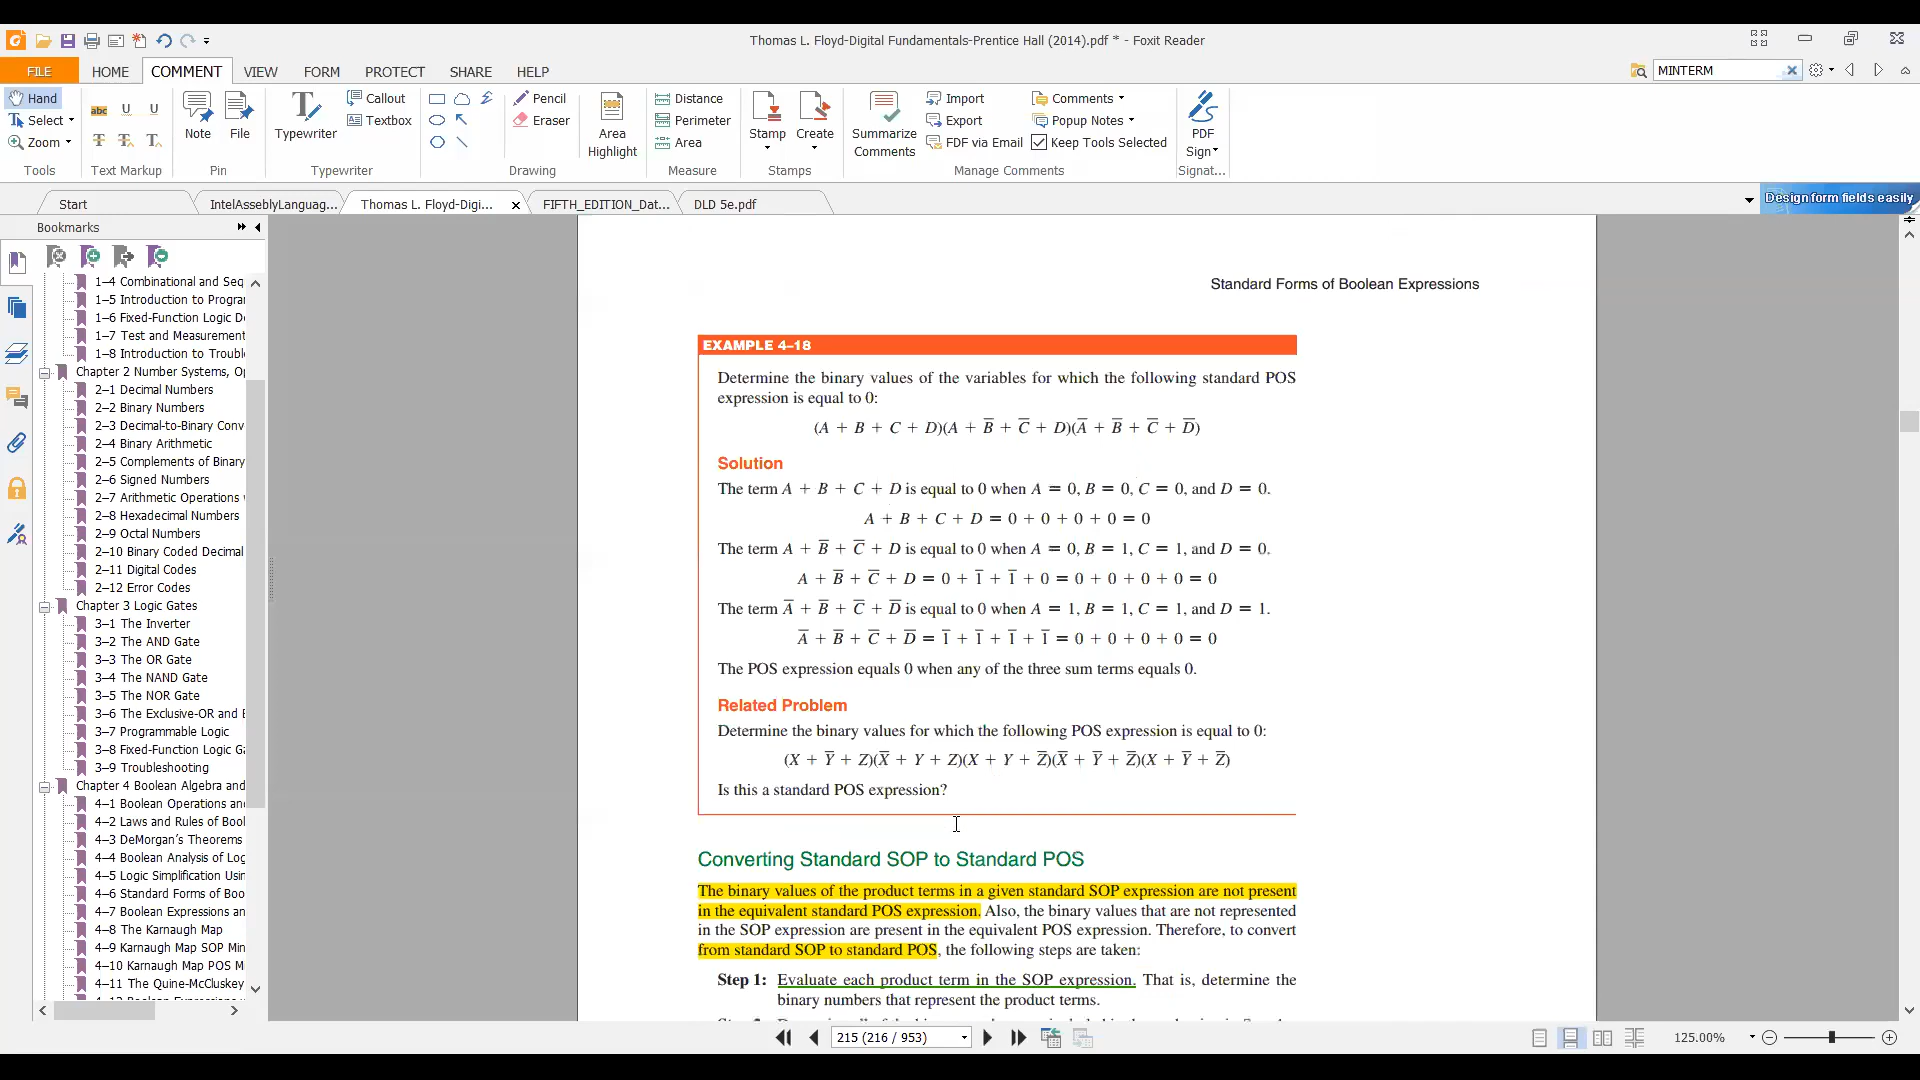 Thomas L. Floyd-Digital Fundamentals-Prentice Hall (2014).pdf * - Foxit Reader
FILE HOME COMMENT VIEW FORM PROTECT SHARE HELP MINTERM
Hand
Select
Zoom
Tools
abc U U
T T T
Text Markup
Note File
Pin
Typewriter
Callout
Textbox
Typewriter
Pencil
Eraser
Drawing
Area
Highlight
Distance
Perimeter
Area
Measure
Stamp Create
Stamps
Summarize
Comments
Import
Export
FDF via Email
Comments
Popup Notes
Keep Tools Selected
Manage Comments
PDF
Sign
Signat...
Start IntelAsseblyLanguag... Thomas L. Floyd-Digi... FIFTH_EDITION_Dat... DLD 5e.pdf Design form fields easily
Bookmarks
1–4 Combinational and Seq
1–5 Introduction to Progra
1–6 Fixed-Function Logic D
1–7 Test and Measurement
1–8 Introduction to Troubl
Chapter 2 Number Systems, Op
2–1 Decimal Numbers
2–2 Binary Numbers
2–3 Decimal-to-Binary Conv
2–4 Binary Arithmetic
2–5 Complements of Binary
2–6 Signed Numbers
2–7 Arithmetic Operations
2–8 Hexadecimal Numbers
2–9 Octal Numbers
2–10 Binary Coded Decimal
2–11 Digital Codes
2–12 Error Codes
Chapter 3 Logic Gates
3–1 The Inverter
3–2 The AND Gate
3–3 The OR Gate
3–4 The NAND Gate
3–5 The NOR Gate
3–6 The Exclusive-OR and E
3–7 Programmable Logic
3–8 Fixed-Function Logic Ga
3–9 Troubleshooting
Chapter 4 Boolean Algebra and
4–1 Boolean Operations and
4–2 Laws and Rules of Bool
4–3 DeMorgan’s Theorems
4–4 Boolean Analysis of Log
4–5 Logic Simplification Usin
4–6 Standard Forms of Boo
4–7 Boolean Expressions an
4–8 The Karnaugh Map
4–9 Karnaugh Map SOP Min
4–10 Karnaugh Map POS M
4–11 The Quine-McCluskey
Standard Forms of Boolean Expressions
EXAMPLE 4–18
Determine the binary values of the variables for which the following standard POS
expression is equal to 0:
(A + B + C + D)(A + B̅ + C̅ + D)(A̅ + B̅ + C̅ + D̅)
Solution
The term A + B + C + D is equal to 0 when A = 0, B = 0, C = 0, and D = 0.
A + B + C + D = 0 + 0 + 0 + 0 = 0
The term A + B̅ + C̅ + D is equal to 0 when A = 0, B = 1, C = 1, and D = 0.
A + B̅ + C̅ + D = 0 + 1̅ + 1̅ + 0 = 0 + 0 + 0 + 0 = 0
The term A̅ + B̅ + C̅ + D̅ is equal to 0 when A = 1, B = 1, C = 1, and D = 1.
A̅ + B̅ + C̅ + D̅ = 1̅ + 1̅ + 1̅ + 1̅ = 0 + 0 + 0 + 0 = 0
The POS expression equals 0 when any of the three sum terms equals 0.
Related Problem
Determine the binary values for which the following POS expression is equal to 0:
(X + Y̅ + Z)(X̅ + Y + Z)(X + Y + Z̅)(X̅ + Y̅ + Z̅)(X + Y̅ + Z̅)
Is this a standard POS expression?
Converting Standard SOP to Standard POS
The binary values of the product terms in a given standard SOP expression are not present
in the equivalent standard POS expression. Also, the binary values that are not represented
in the SOP expression are present in the equivalent POS expression. Therefore, to convert
from standard SOP to standard POS, the following steps are taken:
Step 1: Evaluate each product term in the SOP expression. That is, determine the
binary numbers that represent the product terms.
215 (216 / 953)
125.00%